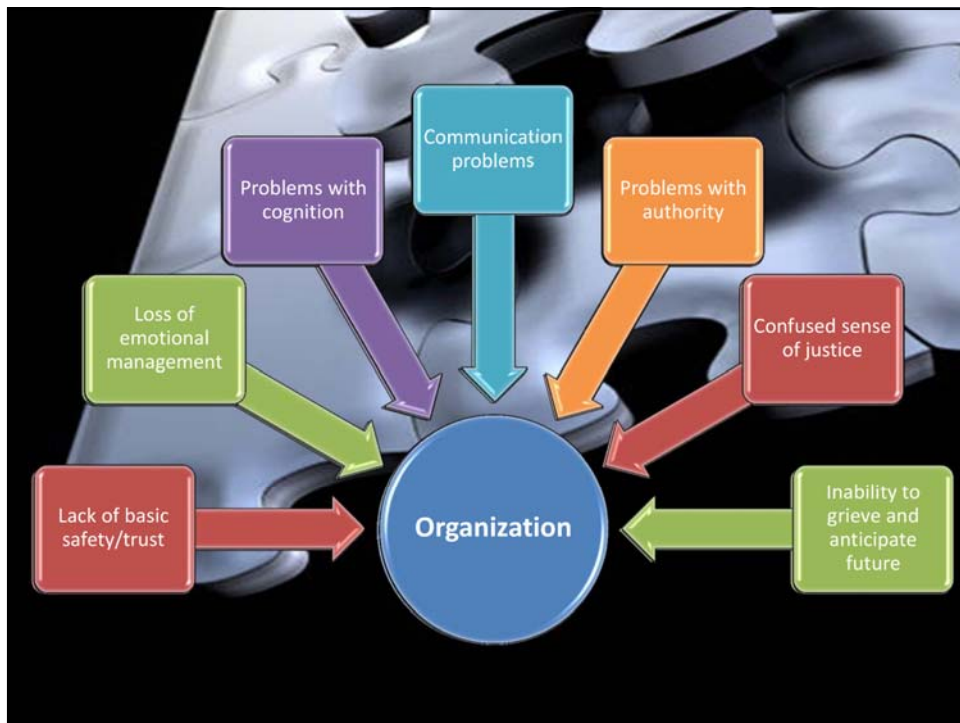 Communication
problems
Problems with
cognition
Problems with
authority
Loss of
emotional
management
Confused sense
of justice
Lack of basic
safety/trust
Organization
Inability to
grieve and
anticipate
future